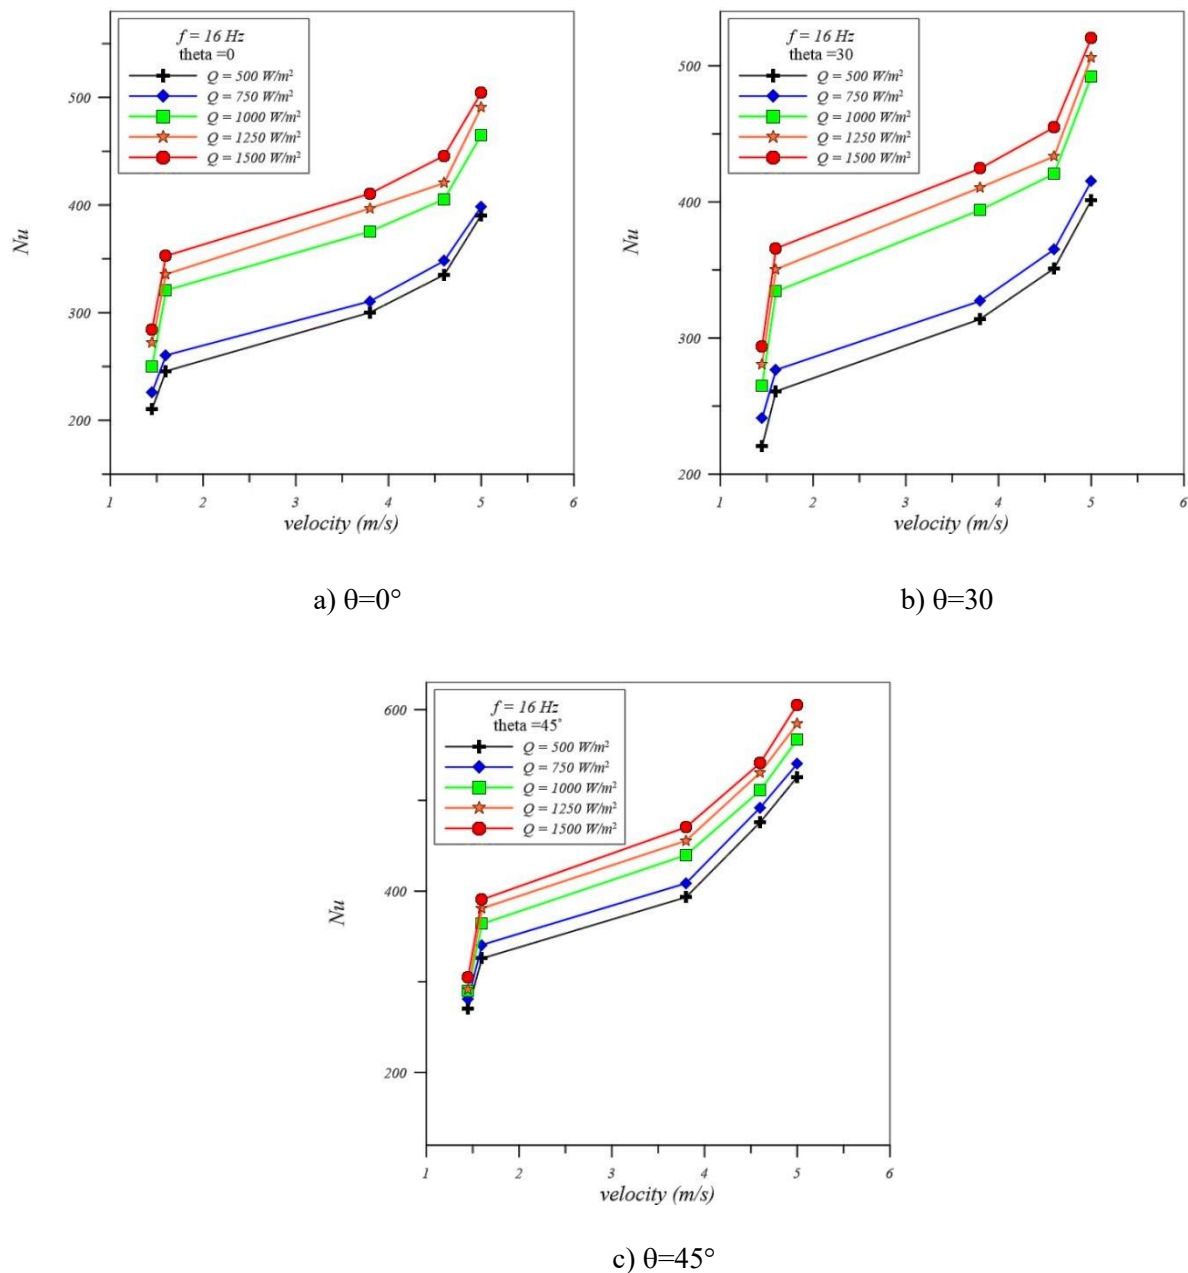 f = 16 Hz
theta =0
Q = 500 W/m²
Q = 750 W/m²
Q = 1000 W/m²
Q = 1250 W/m²
Q = 1500 W/m²
500
400
300
200
Nu
1 2 3 4 5 6
velocity (m/s)
a) θ=0°
f = 16 Hz
theta =30
Q = 500 W/m²
Q = 750 W/m²
Q = 1000 W/m²
Q = 1250 W/m²
Q = 1500 W/m²
500
400
300
200
Nu
1 2 3 4 5 6
velocity (m/s)
b) θ=30
f = 16 Hz
theta =45°
Q = 500 W/m²
Q = 750 W/m²
Q = 1000 W/m²
Q = 1250 W/m²
Q = 1500 W/m²
600
400
200
Nu
1 2 3 4 5 6
velocity (m/s)
c) θ=45°